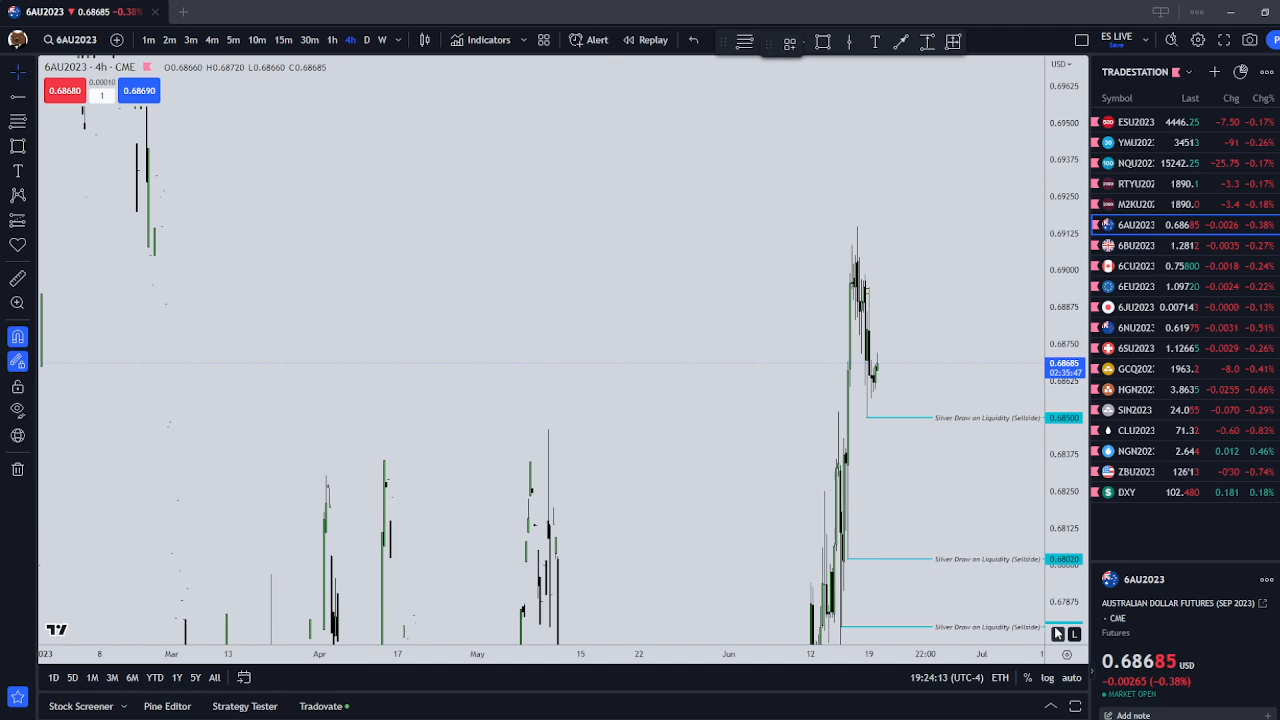 6AU2023 ▼ 0.68685 −0.38%
6AU2023 1m 2m 3m 4m 5m 10m 15m 30m 1h 4h D W Indicators Alert Replay ES LIVE Save
6AU2023 · 4h · CME O0.68660 H0.68720 L0.68660 C0.68685
0.68680 0.00010 1 0.68690
USD
0.69625
0.69500
0.69375
0.69250
0.69125
0.69000
0.68875
0.68750
0.68685
02:35:47
0.68625
Silver Draw on Liquidity (Sellside) 0.68500
0.68375
0.68250
0.68125
Silver Draw on Liquidity (Sellside) 0.68020
0.68000
0.67875
Silver Draw on Liquidity (Sellside)
L
023 8 Mar 13 Apr 17 May 15 22 Jun 12 19 22:00 Jul 1
1D 5D 1M 3M 6M YTD 1Y 5Y All 19:24:13 (UTC-4) ETH % log auto
Stock Screener Pine Editor Strategy Tester Tradovate
TRADESTATION
Symbol Last Chg Chg%
ESU2023 4446.25 −7.50 −0.17%
YMU2023 34513 −91 −0.26%
NQU2023 15242.25 −25.75 −0.17%
RTYU202 1890.1 −3.3 −0.17%
M2KU202 1890.0 −3.4 −0.18%
6AU2023 0.68685 −0.0026 −0.38%
6BU2023 1.2812 −0.0035 −0.27%
6CU2023 0.75800 −0.0018 −0.24%
6EU2023 1.09720 −0.0024 −0.22%
6JU2023 0.007143 −0.0000 −0.13%
6NU2023 0.61975 −0.0031 −0.51%
6SU2023 1.12665 −0.0029 −0.26%
GCQ2023 1963.2 −8.0 −0.41%
HGN2023 3.8635 −0.0255 −0.66%
SIN2023 24.055 −0.070 −0.29%
CLU2023 71.32 −0.60 −0.83%
NGN2023 2.644 0.012 0.46%
ZBU2023 126'13 −0'30 −0.74%
DXY 102.480 0.181 0.18%
6AU2023
AUSTRALIAN DOLLAR FUTURES (SEP 2023)
· CME
Futures
0.68685 USD
−0.00265 (−0.38%)
MARKET OPEN
Add note